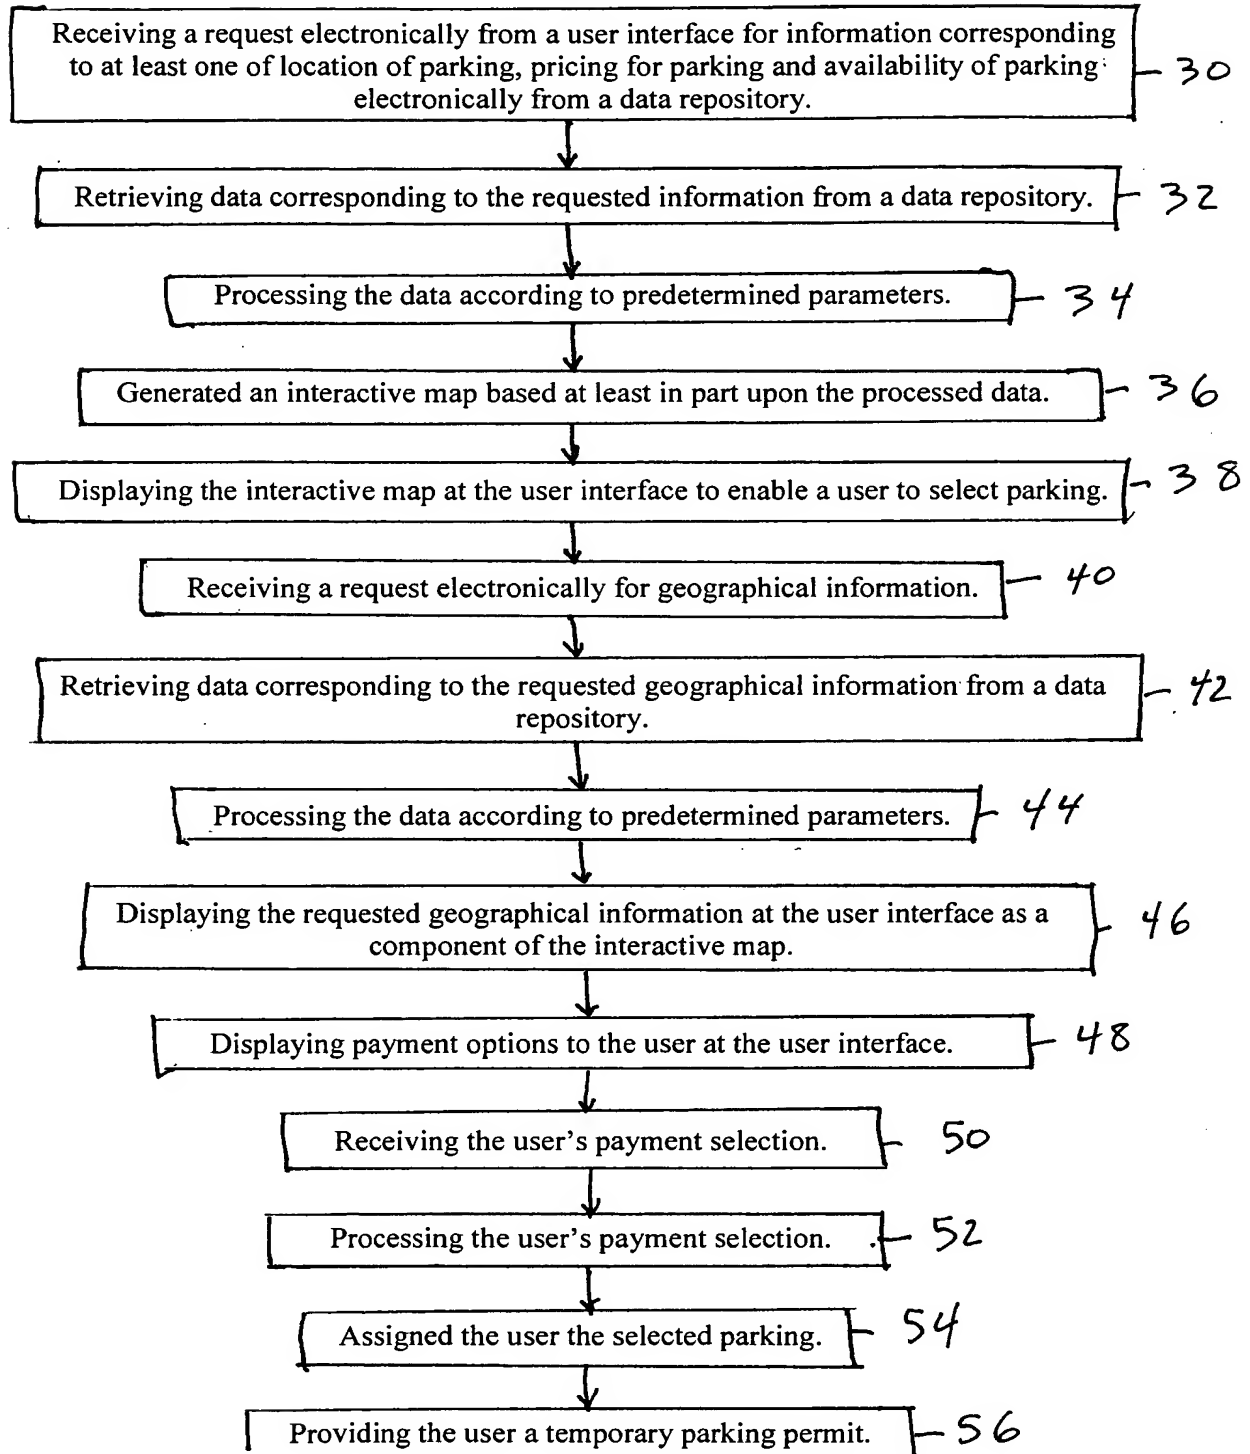 Receiving a request electronically from a user interface for information corresponding
to at least one of location of parking, pricing for parking and availability of parking
electronically from a data repository.
30
Retrieving data corresponding to the requested information from a data repository.
32
Processing the data according to predetermined parameters.
34
Generated an interactive map based at least in part upon the processed data.
36
Displaying the interactive map at the user interface to enable a user to select parking.
38
Receiving a request electronically for geographical information.
40
Retrieving data corresponding to the requested geographical information from a data
repository.
42
Processing the data according to predetermined parameters.
44
Displaying the requested geographical information at the user interface as a
component of the interactive map.
46
Displaying payment options to the user at the user interface.
48
Receiving the user's payment selection.
50
Processing the user's payment selection.
52
Assigned the user the selected parking.
54
Providing the user a temporary parking permit.
56